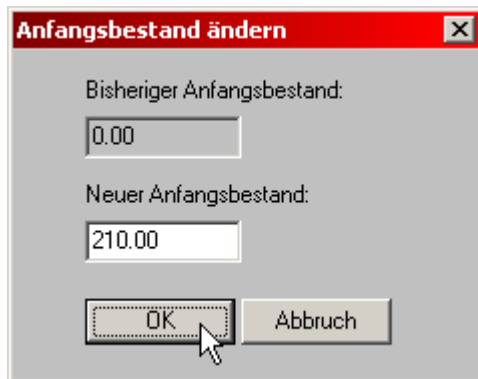 Anfangsbestand ändern
Bisheriger Anfangsbestand:
0.00
Neuer Anfangsbestand:
210.00
OK Abbruch